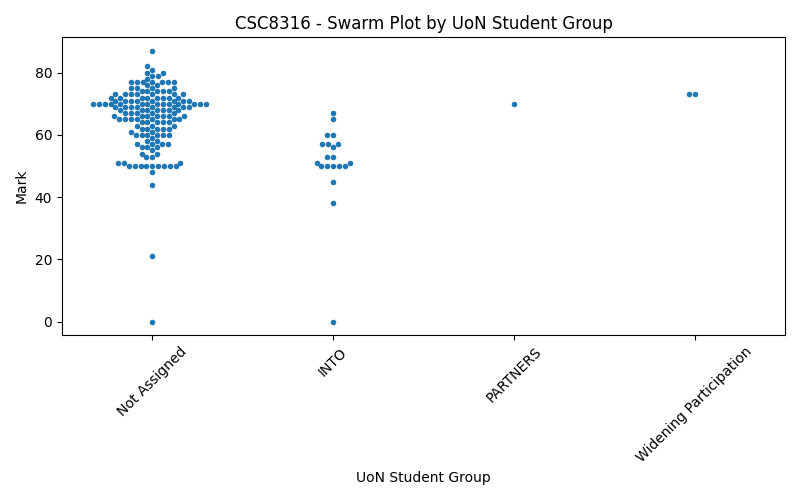 CSC8316 - Swarm Plot by UoN Student Group
80
60
40
20
0
Mark
Not Assigned
INTO
PARTNERS
Widening Participation
UoN Student Group